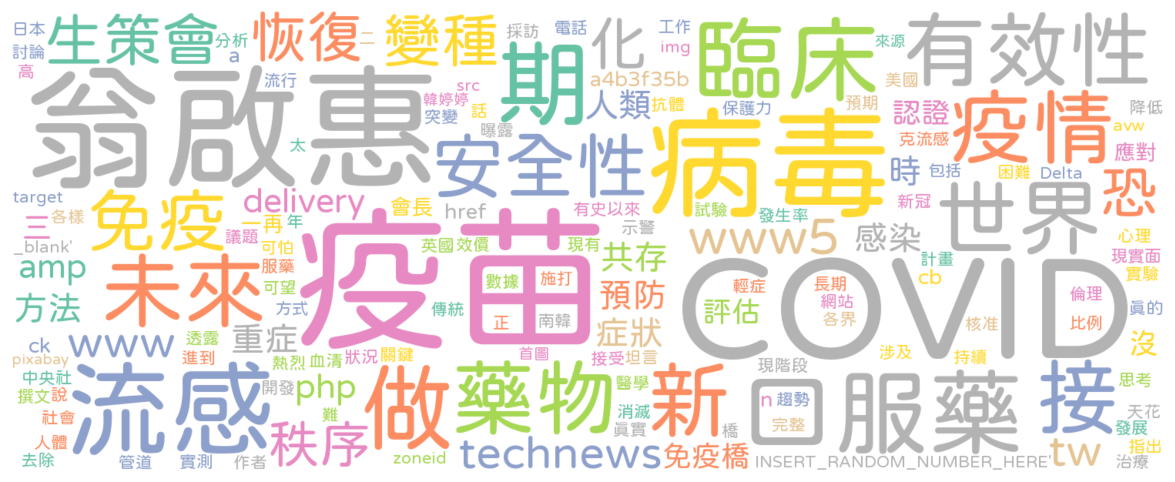 日本 生策會 恢復 變種 採訪 電話 化 工作 臨床 有效性
討論 分析 二 img 來源
高 a 流行 src 期 a4b3f35b 美國
翁啟惠 韓婷婷 話 人類 抗體 保護力 預期 認證 疫情 降低
突變 曝露 病毒 克流感 avw
太 安全性 時 包括 困難 Delta 應對
target delivery 會長 href 有史以來 試驗 發生率 新冠 世界 恐
三 各樣 免疫 一再 年 示警
_blank' 議題 可怕 疫苗 英國 效價 現有 共存 www5 感染 心理
amp 未來 服藥 數據 施打 COVID 計畫 現實面
方法 可望 預防 評估 輕症 長期 cb 實驗
方式 傳統 正 南韓 網站 倫理 真的
ck www 透露 重症 症狀 各界 核准 比例 沒
pixabay 進到 熱烈 血清 狀況 關鍵 首圖 接受 坦言 現階段 涉及 持續
中央社 流感 開發 php 做 藥物 醫學 新 口服藥 接 思考
撰文 說 n 趨勢
社會 秩序 難 消滅 完整 天花
人體 真實 橋 發展
去除 管道 實測 作者 zoneid technews 免疫橋 INSERT_RANDOM_NUMBER_HERE' tw 指出
治療